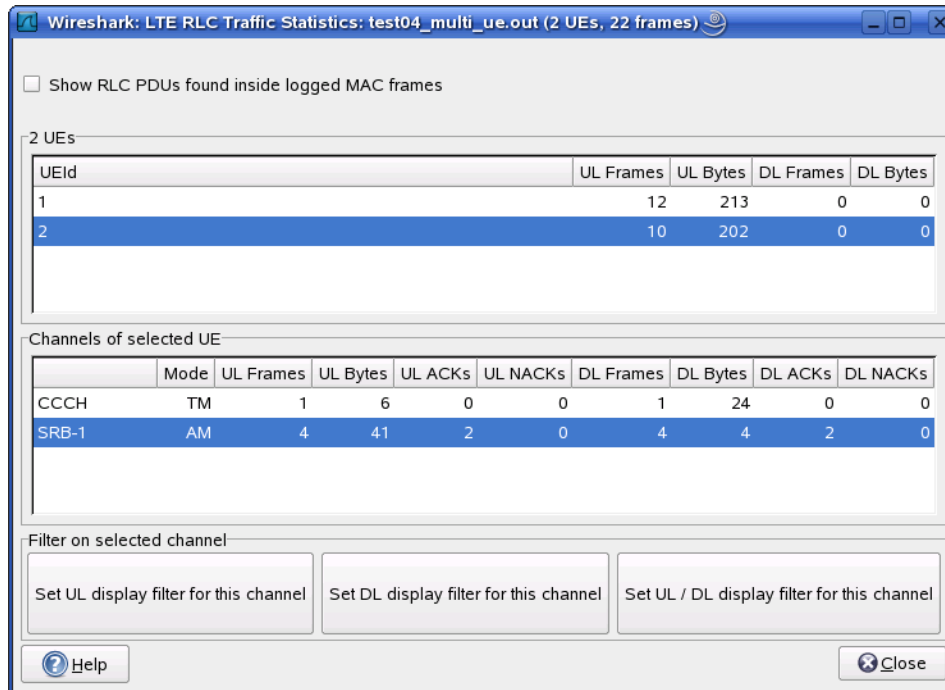 Wireshark: LTE RLC Traffic Statistics: test04_multi_ue.out (2 UEs, 22 frames)
Show RLC PDUs found inside logged MAC frames
2 UEs
UEId UL Frames UL Bytes DL Frames DL Bytes
1 12 213 0 0
2 10 202 0 0
Channels of selected UE
Mode UL Frames UL Bytes UL ACKs UL NACKs DL Frames DL Bytes DL ACKs DL NACKs
CCCH TM 1 6 0 0 1 24 0 0
SRB-1 AM 4 41 2 0 4 4 2 0
Filter on selected channel
Set UL display filter for this channel Set DL display filter for this channel Set UL / DL display filter for this channel
Help Close